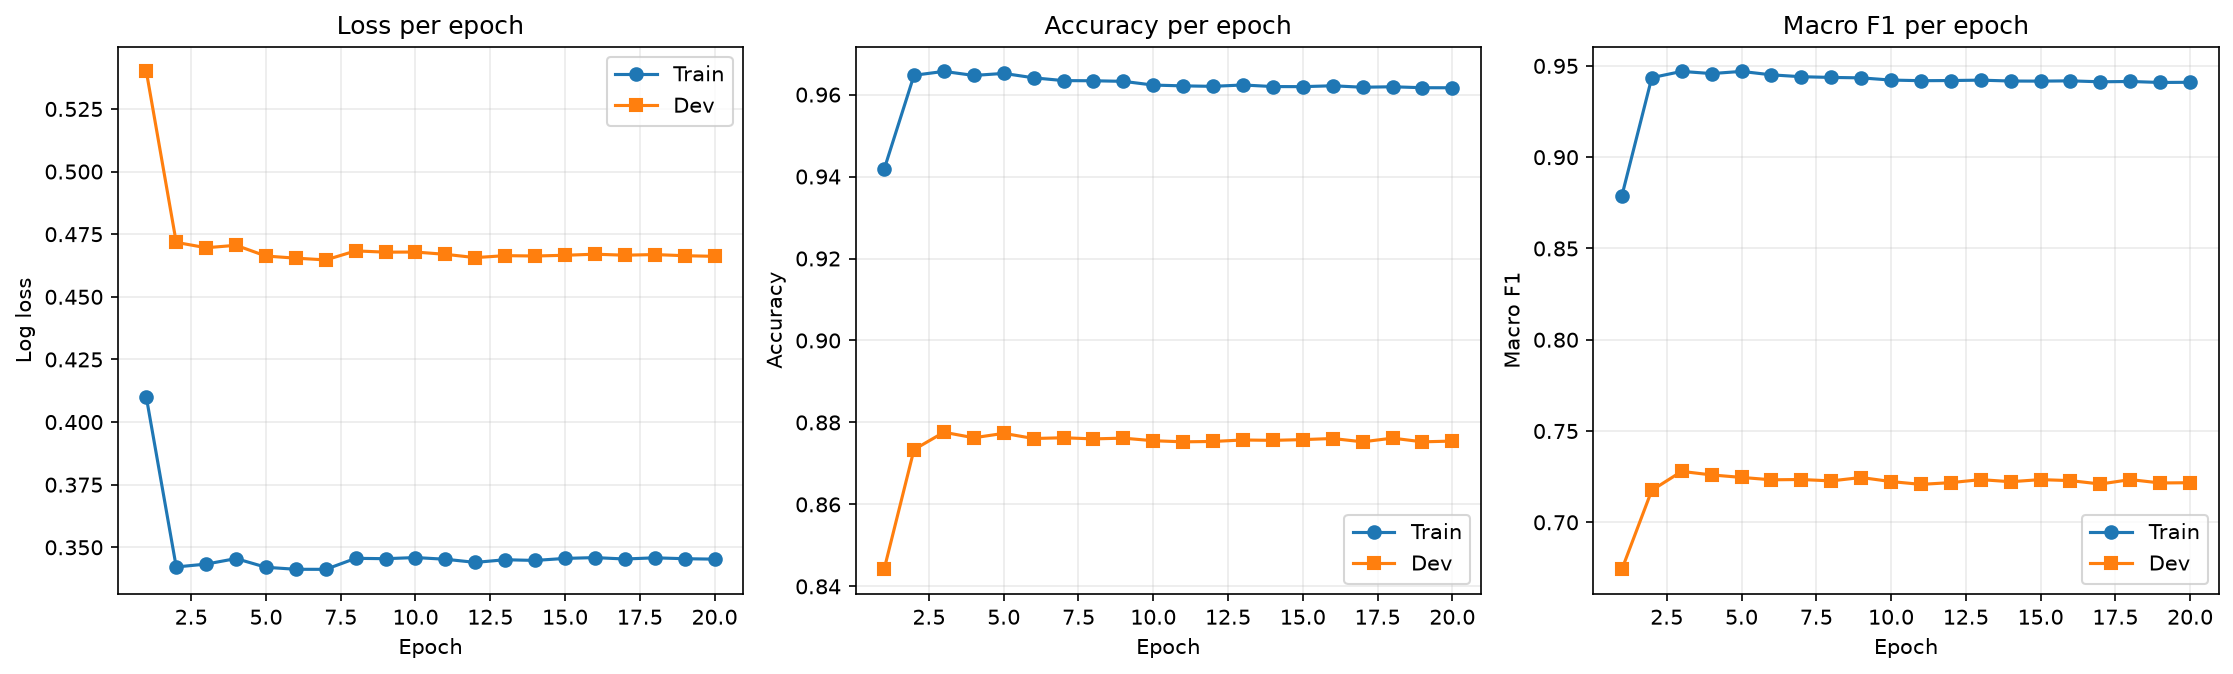 Loss per epoch
Log loss
0.525
0.500
0.475
0.450
0.425
0.400
0.375
0.350
Train
Dev
2.5 5.0 7.5 10.0 12.5 15.0 17.5 20.0
Epoch
Accuracy per epoch
Accuracy
0.96
0.94
0.92
0.90
0.88
0.86
0.84
Train
Dev
2.5 5.0 7.5 10.0 12.5 15.0 17.5 20.0
Epoch
Macro F1 per epoch
Macro F1
0.95
0.90
0.85
0.80
0.75
0.70
Train
Dev
2.5 5.0 7.5 10.0 12.5 15.0 17.5 20.0
Epoch